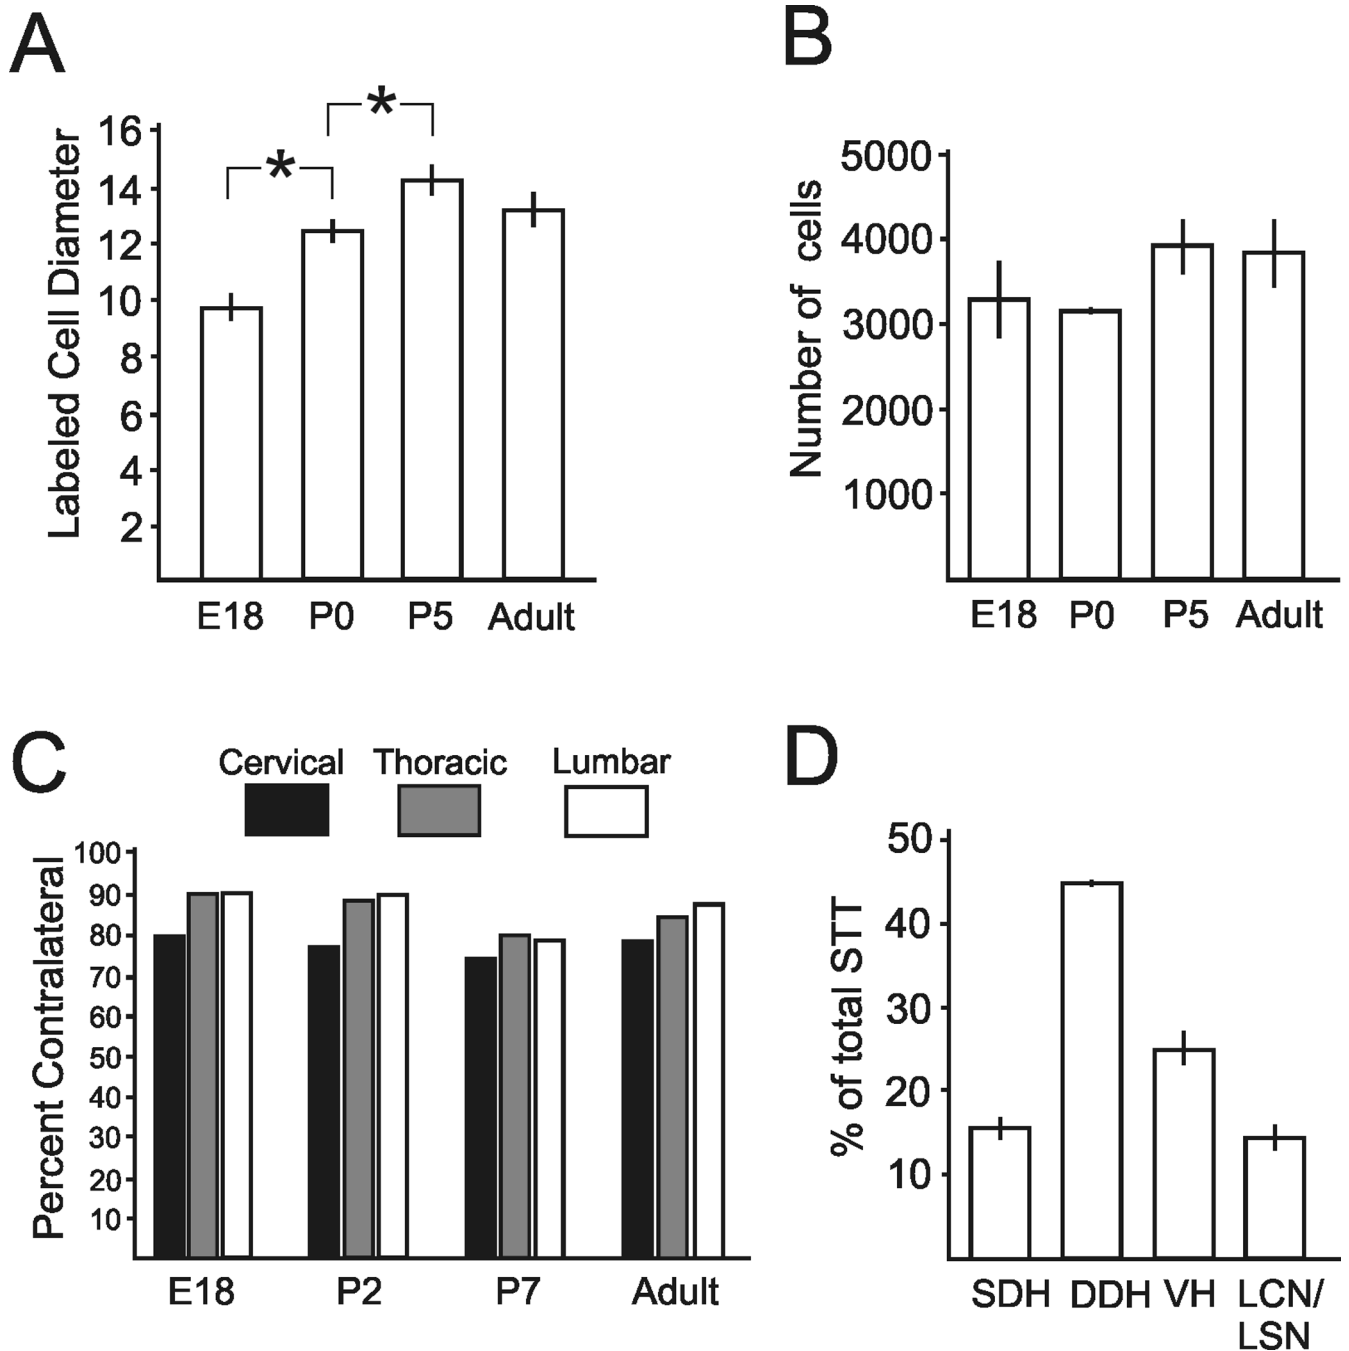 A
Labeled Cell Diameter
16
14
12
10
8
6
4
2
*
*
E18 P0 P5 Adult
B
Number of cells
5000
4000
3000
2000
1000
E18 P0 P5 Adult
C
Cervical Thoracic Lumbar
Percent Contralateral
100
90
80
70
60
50
40
30
20
10
E18 P2 P7 Adult
D
% of total STT
50
40
30
20
10
SDH DDH VH LCN/
LSN